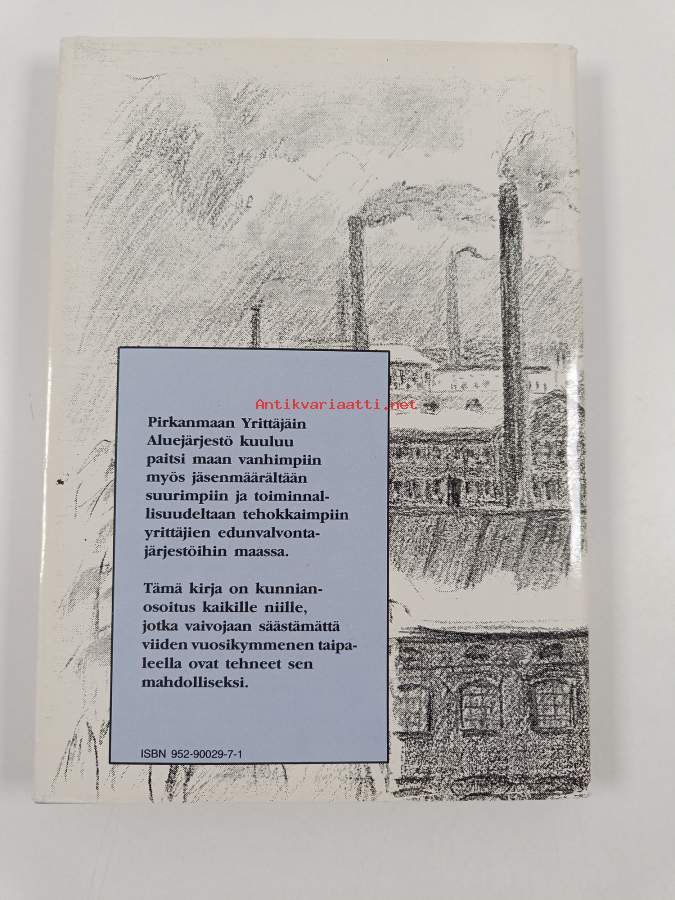 Antikvariaatti.net
Pirkanmaan Yrittäjäin
Aluejärjestö kuuluu
paitsi maan vanhimpiin
myös jäsenmäärältään
suurimpiin ja toiminnal-
lisuudeltaan tehokkaimpiin
yrittäjien edunvalvonta-
järjestöihin maassa.
Tämä kirja on kunnian-
osoitus kaikille niille,
jotka vaivojaan säästämättä
viiden vuosikymmenen taipa-
leella ovat tehneet sen
mahdolliseksi.
ISBN 952-90029-7-1